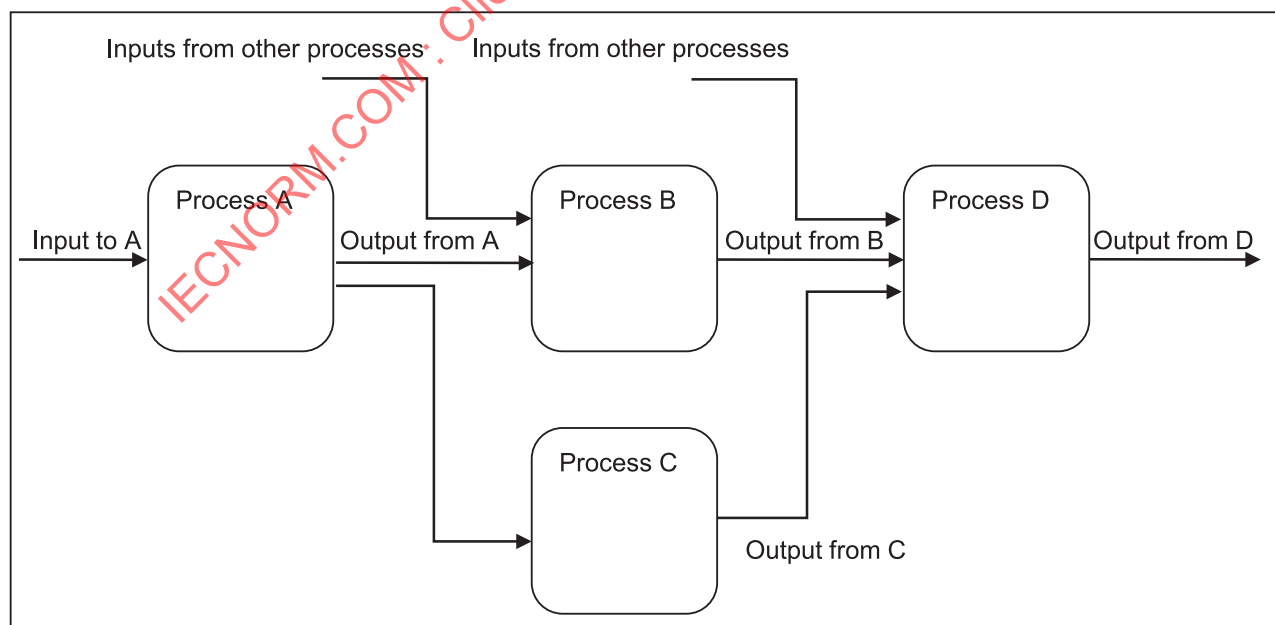 Inputs from other processes
Inputs from other processes
Process A
Process B
Process D
Input to A
Output from A
Output from B
Output from D
Process C
Output from C
IECNORM.COM : Clic